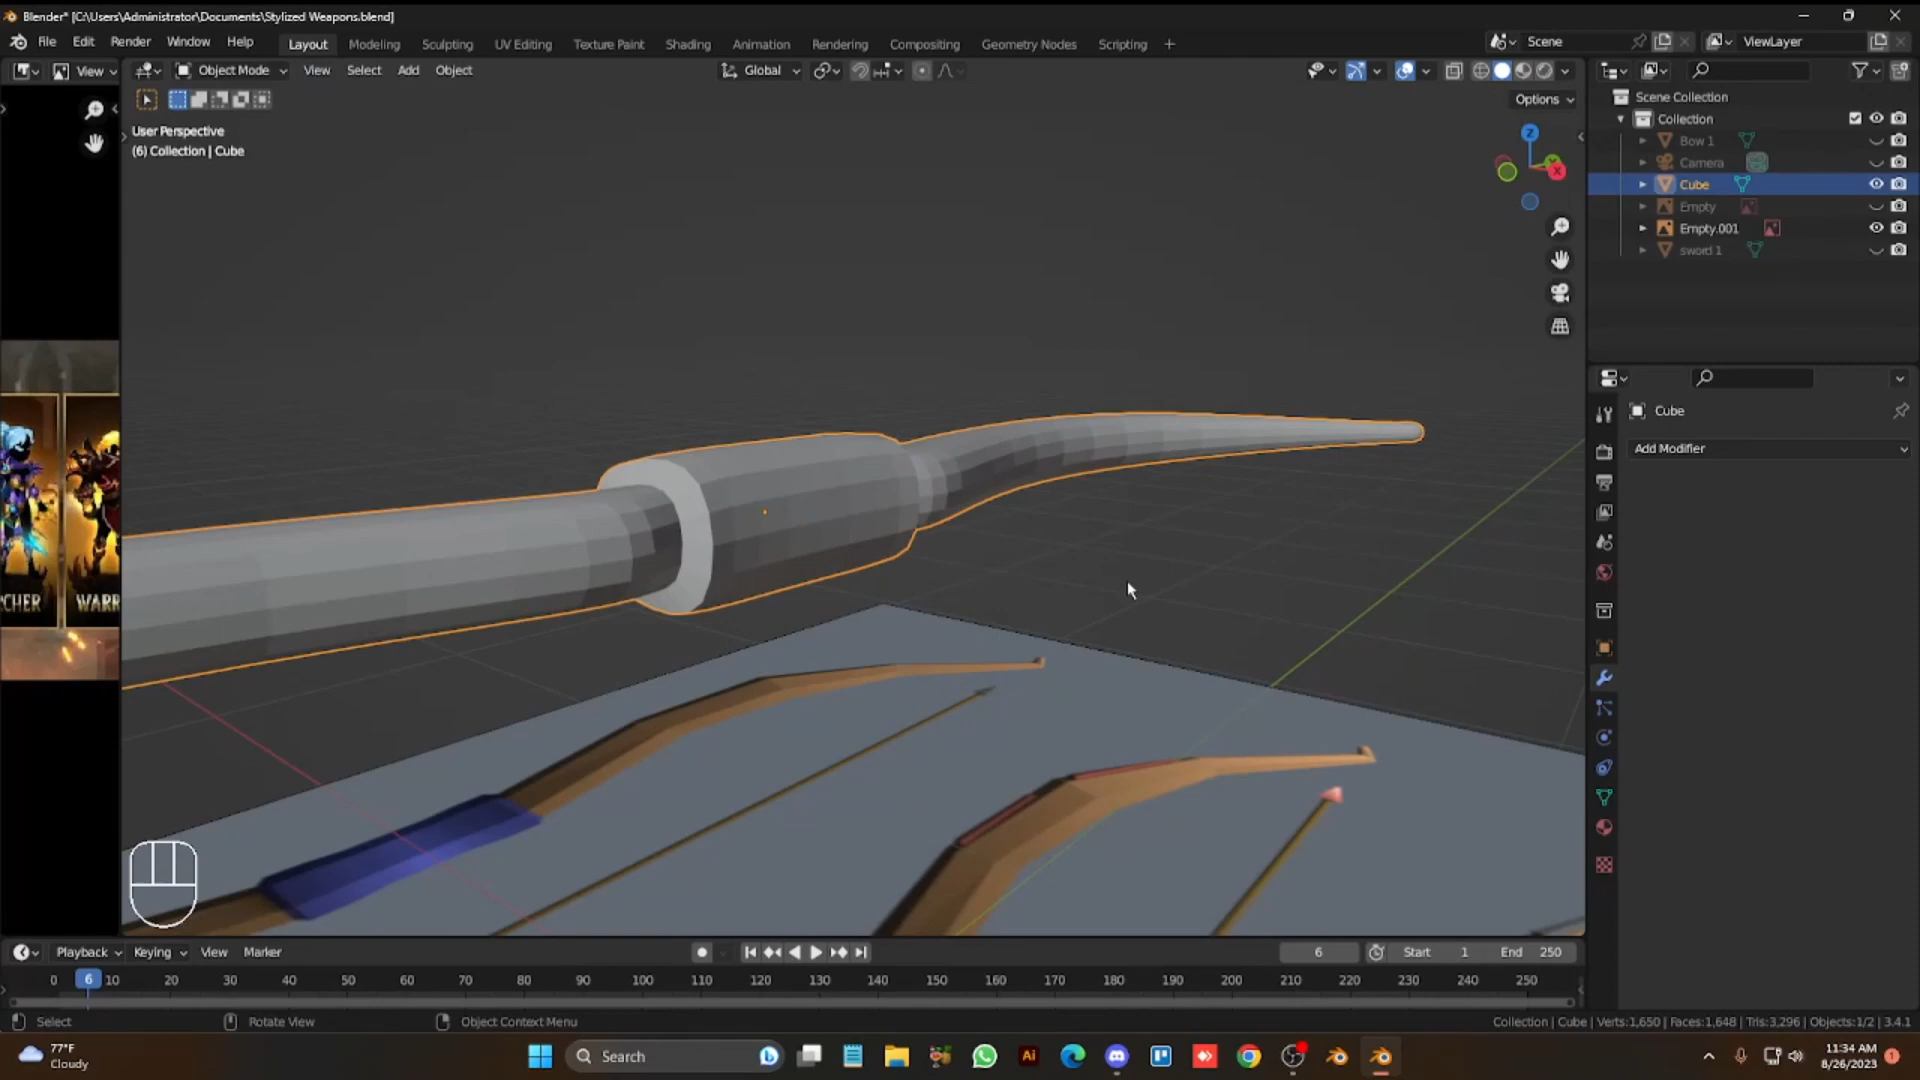 Blender* [C:\Users\Administrator\Documents\Stylized Weapons.blend]
File Edit Render Window Help Layout Modeling Sculpting UV Editing Texture Paint Shading Animation Rendering Compositing Geometry Nodes Scripting + Scene ViewLayer
View Object Mode View Select Add Object Global
Options
User Perspective
(6) Collection | Cube
Z
X
Scene Collection
Collection
Bow 1
Camera
Cube
Empty
Empty.001
sword 1
Cube
Add Modifier
CHER WARR
Playback Keying View Marker 6 Start 1 End 250
0 6 10 20 30 40 50 60 70 80 90 100 110 120 130 140 150 160 170 180 190 200 210 220 230 240 250
Select Rotate View Object Context Menu Collection | Cube | Verts:1,650 | Faces:1,648 | Tris:3,296 | Objects:1/2 | 3.4.1
77°F
Cloudy
Search
Ai
11:34 AM
8/26/2023
1